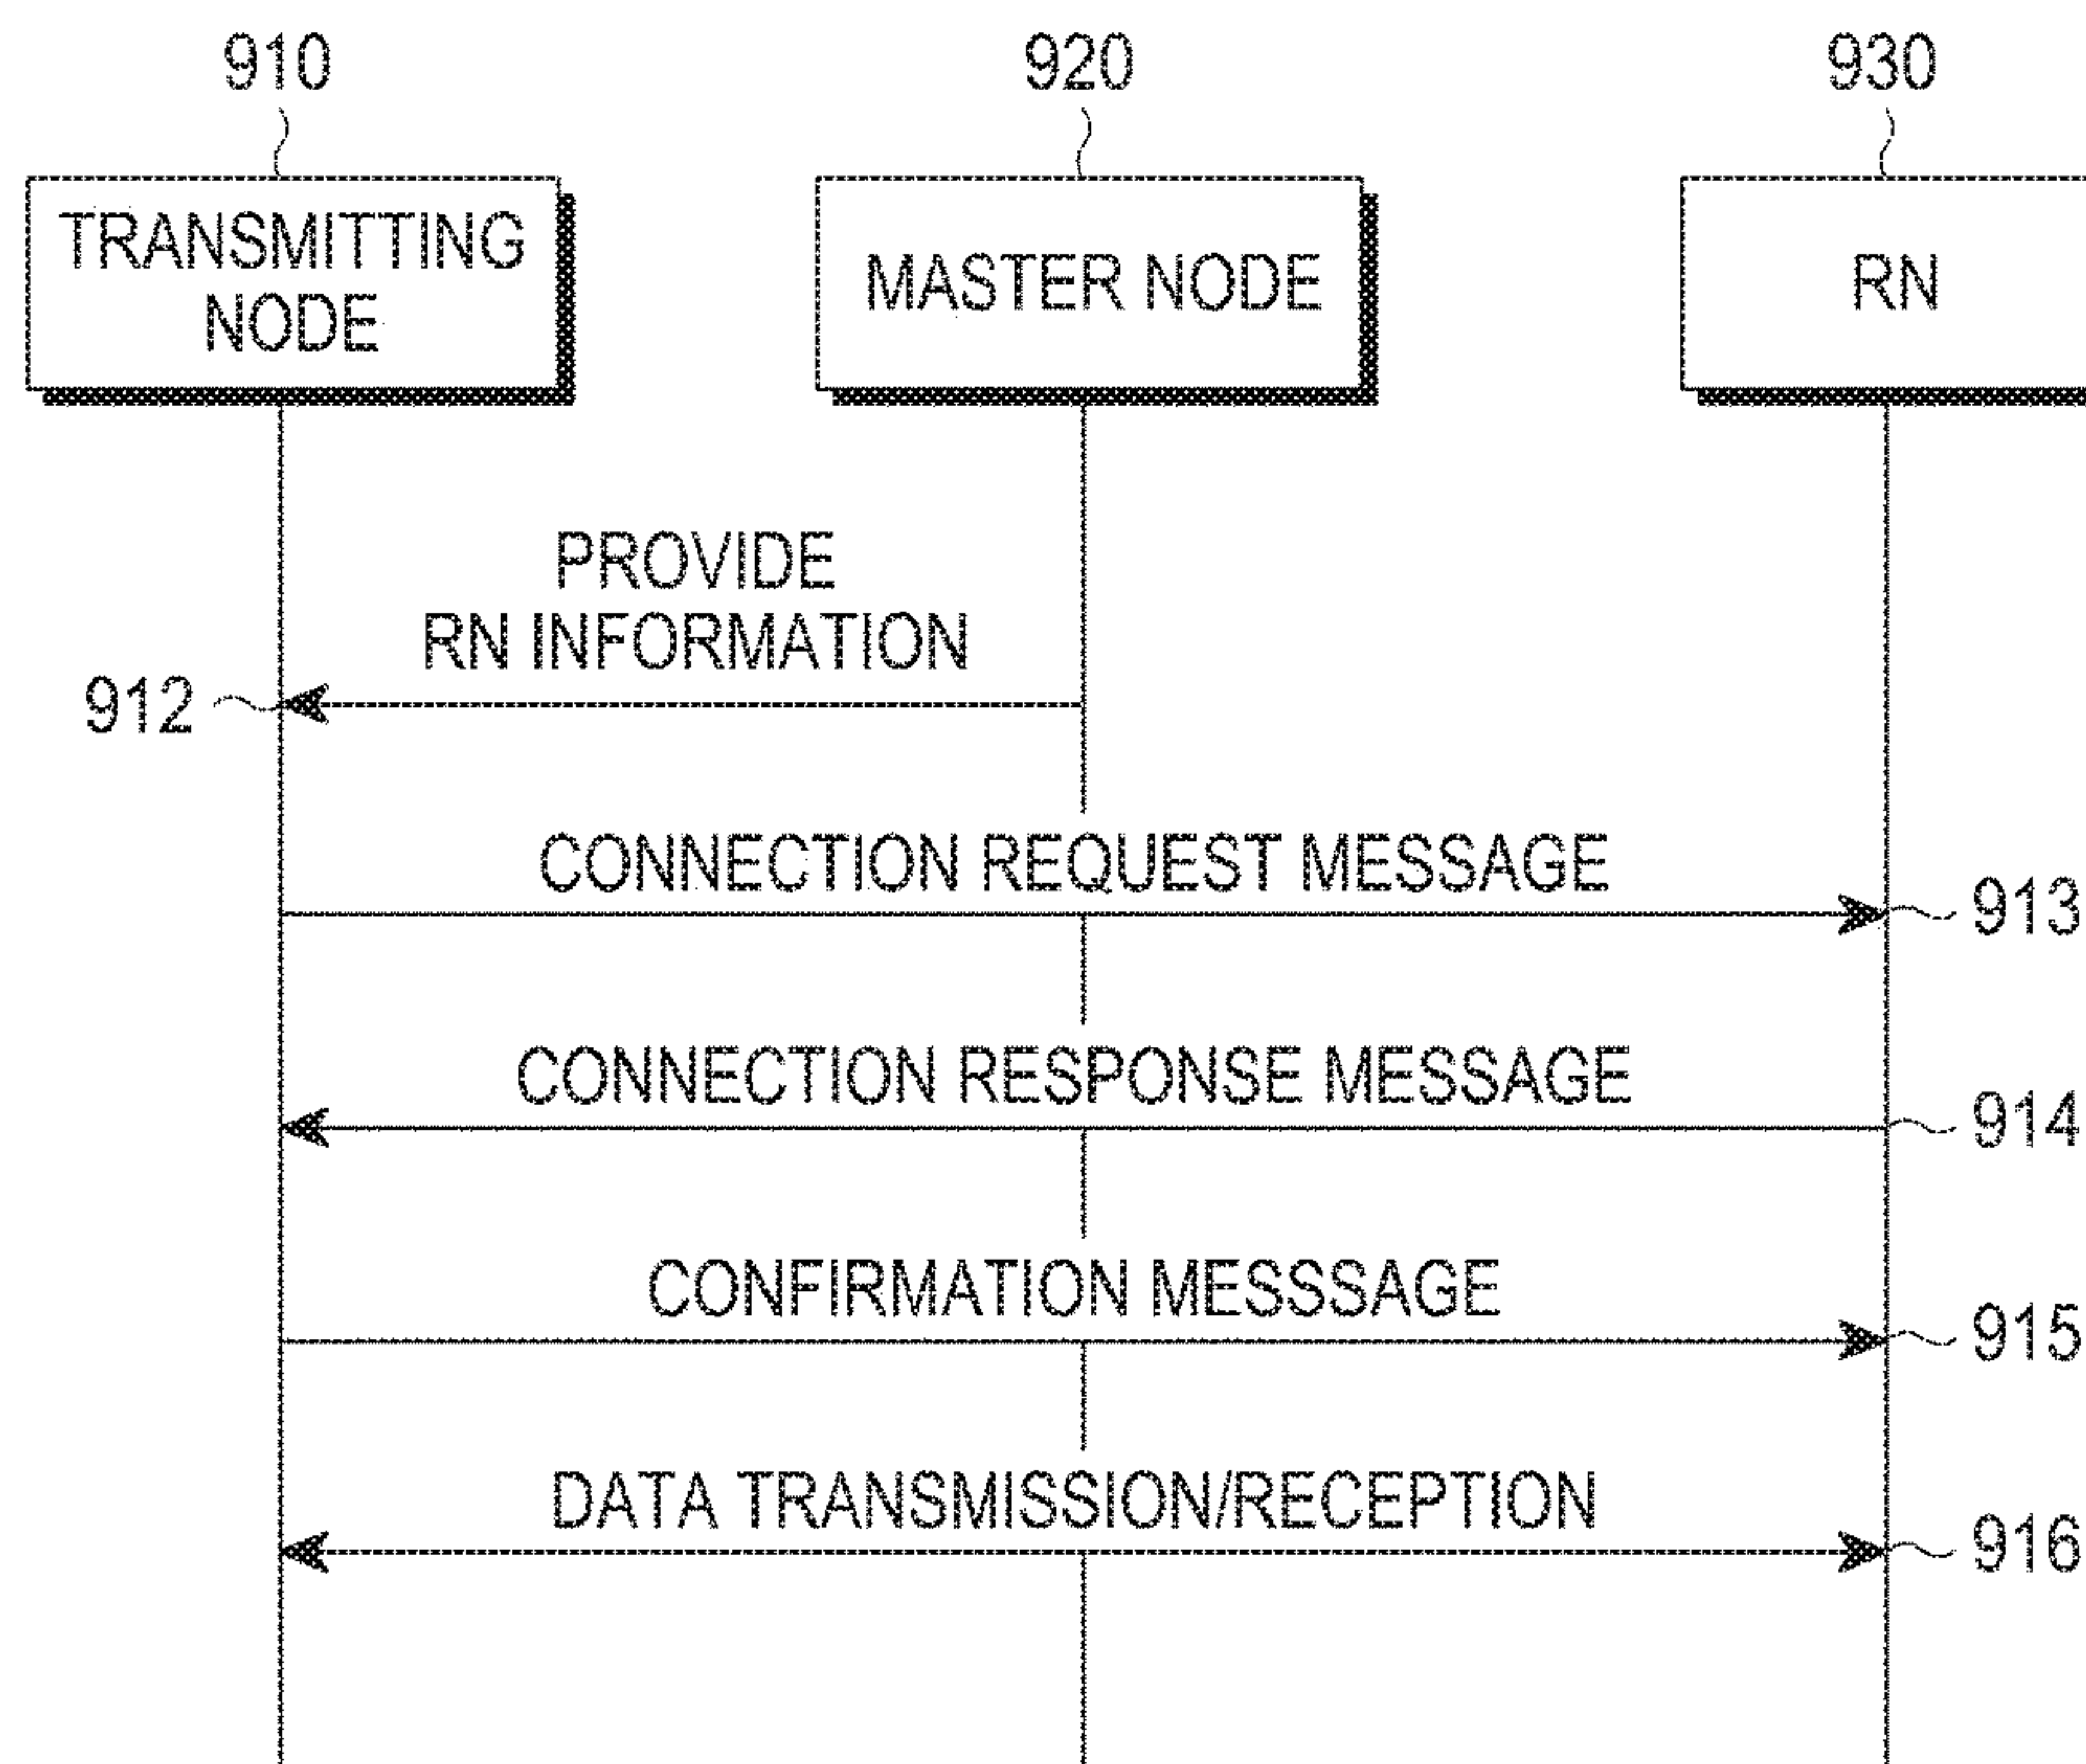 910
920
930
TRANSMITTING
NODE
MASTER NODE
RN
PROVIDE
RN INFORMATION
912
CONNECTION REQUEST MESSAGE
913
CONNECTION RESPONSE MESSAGE
914
CONFIRMATION MESSSAGE
915
DATA TRANSMISSION/RECEPTION
916